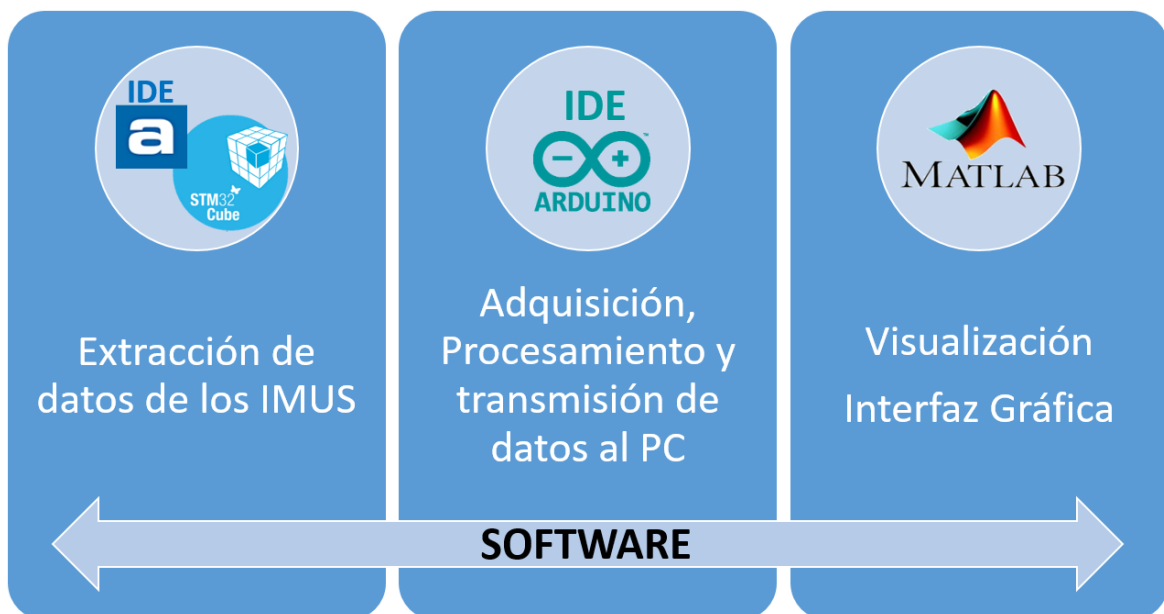 IDE
a
STM32
Cube
Extracción de
datos de los IMUS
IDE
ARDUINO
Adquisición,
Procesamiento y
transmisión de
datos al PC
MATLAB
Visualización
Interfaz Gráfica
SOFTWARE